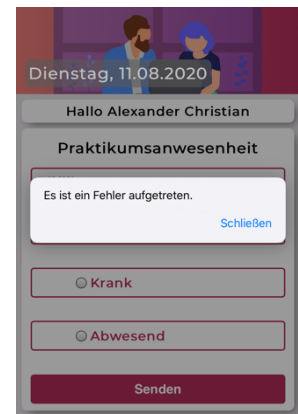 Dienstag, 11.08.2020
Hallo Alexander Christian
Praktikumsanwesenheit
Es ist ein Fehler aufgetreten.
Schließen
Krank
Abwesend
Senden